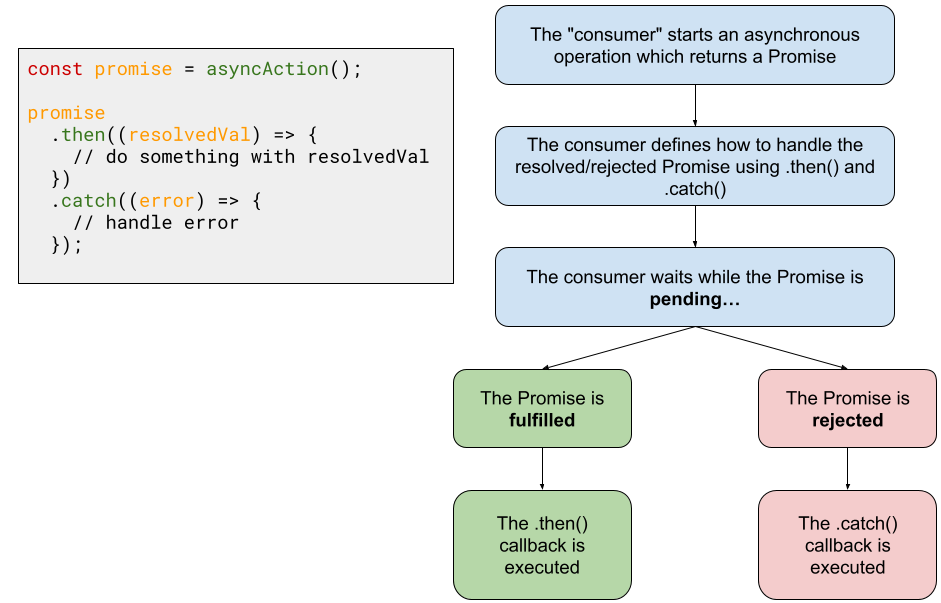 const promise = asyncAction();
promise
.then((resolvedVal) => {
// do something with resolvedVal
})
.catch((error) => {
// handle error
});
The "consumer" starts an asynchronous
operation which returns a Promise
The consumer defines how to handle the
resolved/rejected Promise using .then() and
.catch()
The consumer waits while the Promise is
pending…
The Promise is
fulfilled
The Promise is
rejected
The .then()
callback is
executed
The .catch()
callback is
executed